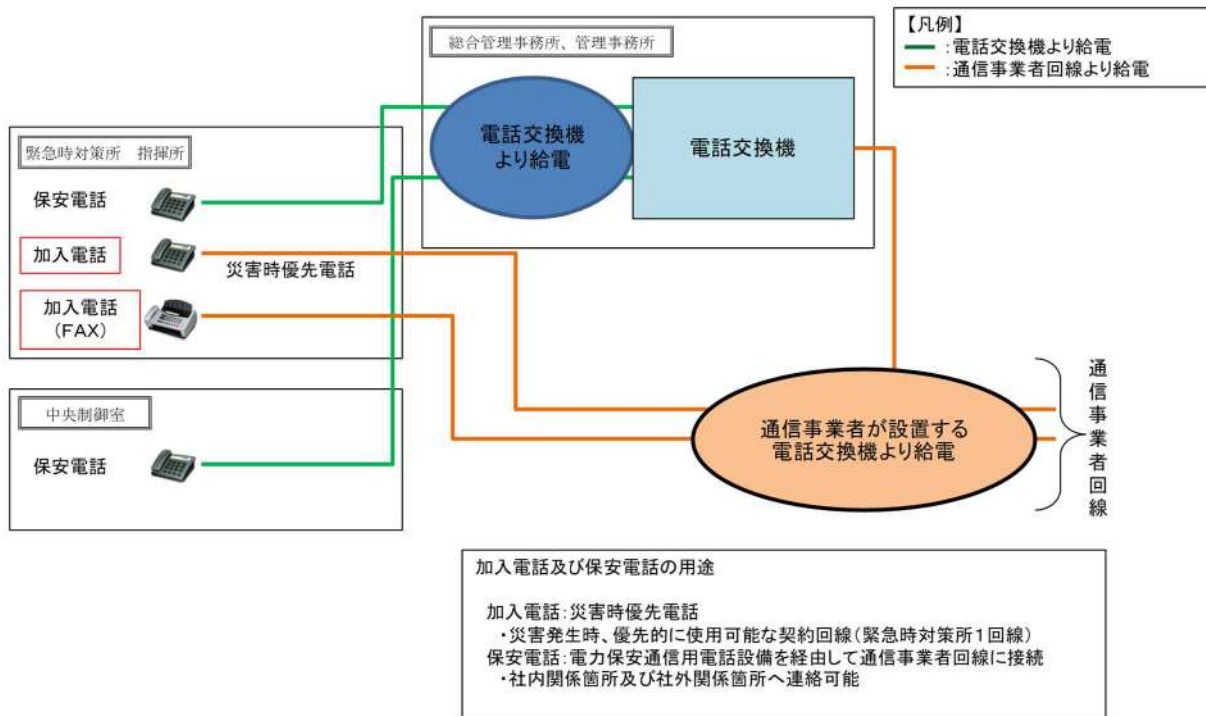 総合管理事務所、管理事務所
【凡例】
:電話交換機より給電
:通信事業者回線より給電
電話交換機
より給電
電話交換機
緊急時対策所 指揮所
保安電話
加入電話
災害時優先電話
加入電話
(FAX)
中央制御室
保安電話
通信事業者が設置する
電話交換機より給電
通信事業者回線
加入電話及び保安電話の用途
加入電話:災害時優先電話
・災害発生時、優先的に使用可能な契約回線(緊急時対策所1回線)
保安電話:電力保安通信用電話設備を経由して通信事業者回線に接続
・社内関係箇所及び社外関係箇所へ連絡可能